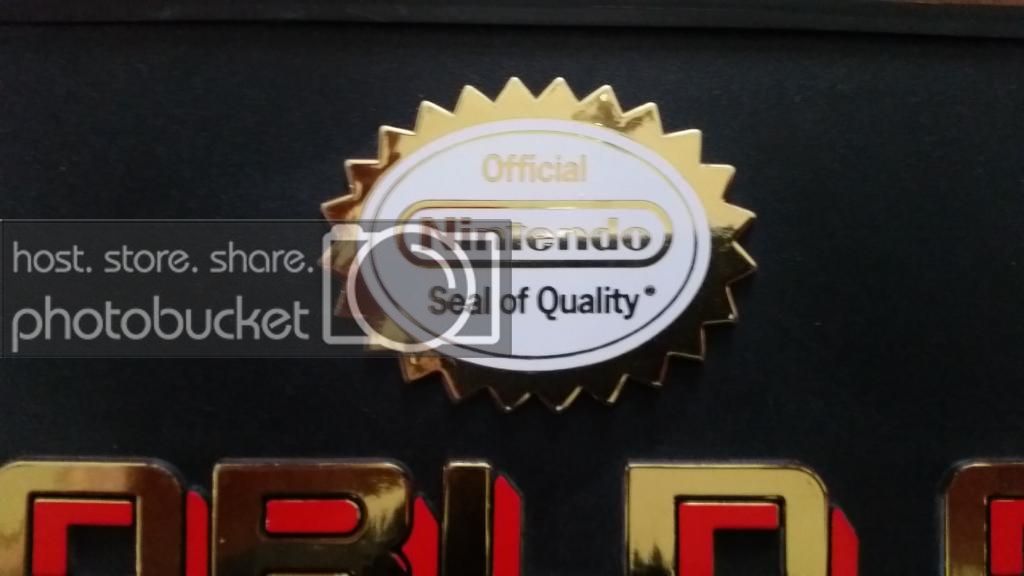 Official
Nintendo
Seal of Quality*
host. store. share.
photobucket